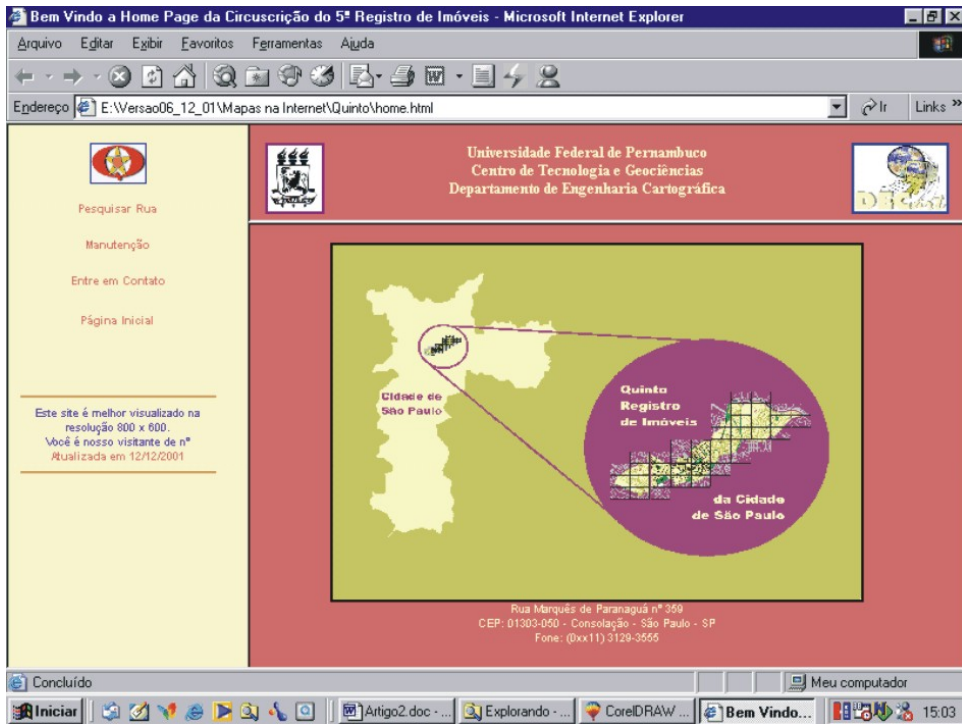 Bem Vindo a Home Page da Circuscrição do 5º Registro de Imóveis - Microsoft Internet Explorer
Arquivo Editar Exibir Favoritos Ferramentas Ajuda
Endereço E:\Versao06_12_01\Mapas na Internet\Quinto\home.html Ir Links »
Universidade Federal de Pernambuco
Centro de Tecnologia e Geociências
Departamento de Engenharia Cartográfica
Pesquisar Rua
Manutenção
Entre em Contato
Página Inicial
Este site é melhor visualizado na
resolução 800 x 600.
Você é nosso visitante de nº
Atualizada em 12/12/2001
Cidade de
São Paulo
Quinto
Registro
de Imóveis
da Cidade
de São Paulo
Rua Marquês de Paranaguá nº 359
CEP: 01303-050 - Consolação - São Paulo - SP
Fone: (0xx11) 3129-3555
Concluído Meu computador
Iniciar Artigo2.doc - ... Explorando - ... CorelDRAW ... Bem Vindo... 15:03